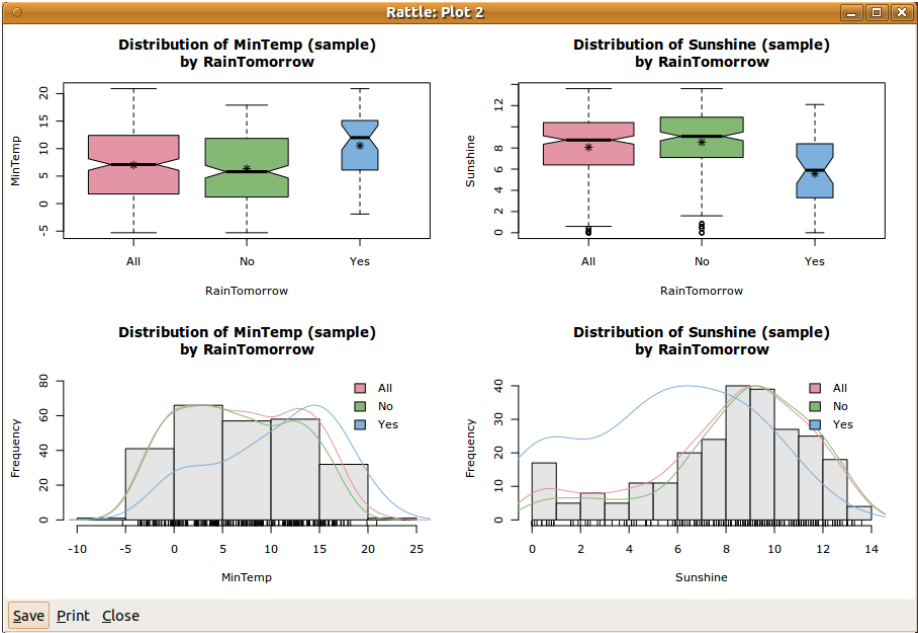 Rattle: Plot 2
Distribution of MinTemp (sample)
by RainTomorrow
MinTemp
20
15
10
5
0
-5
All No Yes
RainTomorrow
Distribution of Sunshine (sample)
by RainTomorrow
Sunshine
12
8
6
4
2
0
All No Yes
RainTomorrow
Distribution of MinTemp (sample)
by RainTomorrow
Frequency
80
60
40
20
0
All
No
Yes
-10 -5 0 5 10 15 20 25
MinTemp
Distribution of Sunshine (sample)
by RainTomorrow
Frequency
40
30
20
10
0
All
No
Yes
0 2 4 6 8 10 12 14
Sunshine
Save Print Close